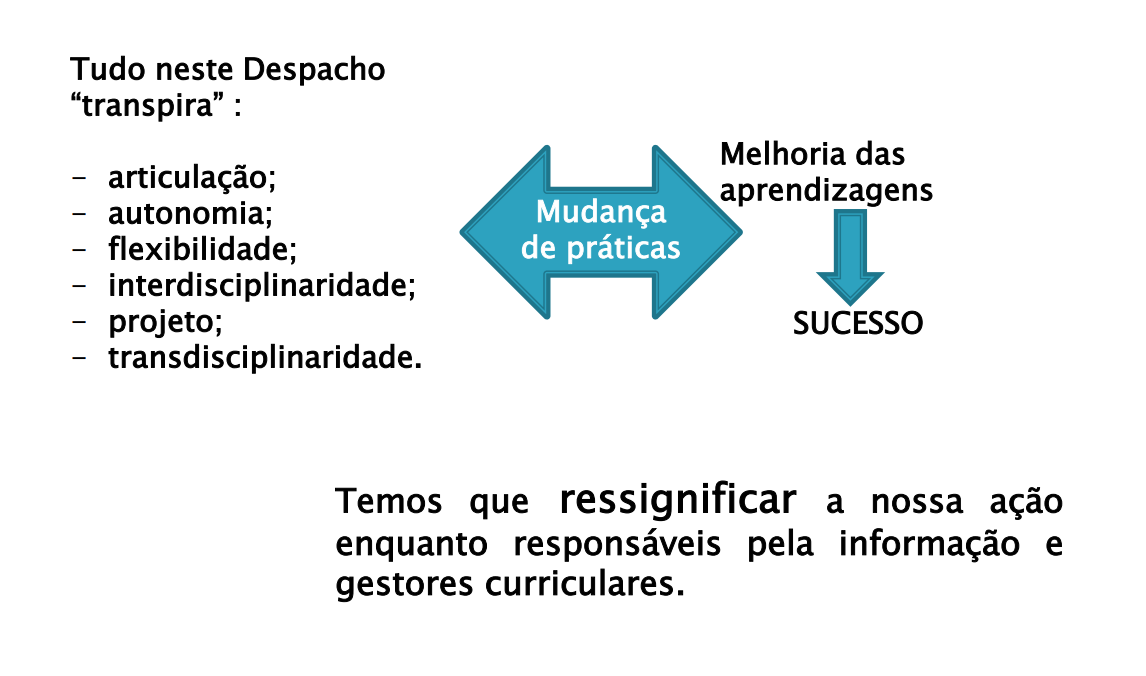 Tudo neste Despacho
“transpira” :
- articulação;
- autonomia;
- flexibilidade;
- interdisciplinaridade;
- projeto;
- transdisciplinaridade.
Mudança
de práticas
Melhoria das
aprendizagens
SUCESSO
Temos que ressignificar a nossa ação
enquanto responsáveis pela informação e
gestores curriculares.